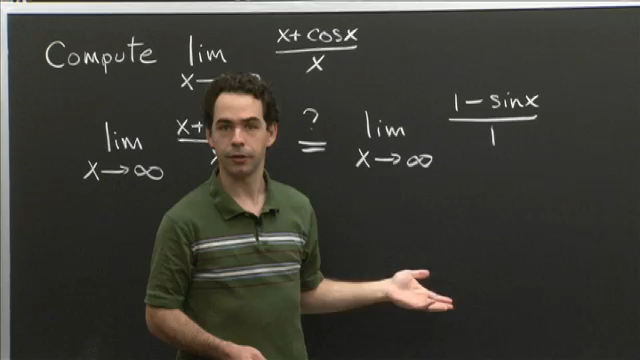 Compute lim x+cosx / x
x→
lim x+ ? = lim 1-sinx / 1
x→∞ x→∞